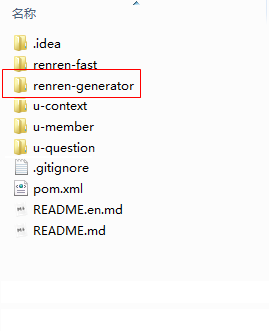 名称
.idea
renren-fast
renren-generator
u-context
u-member
u-question
.gitignore
pom.xml
README.en.md
README.md